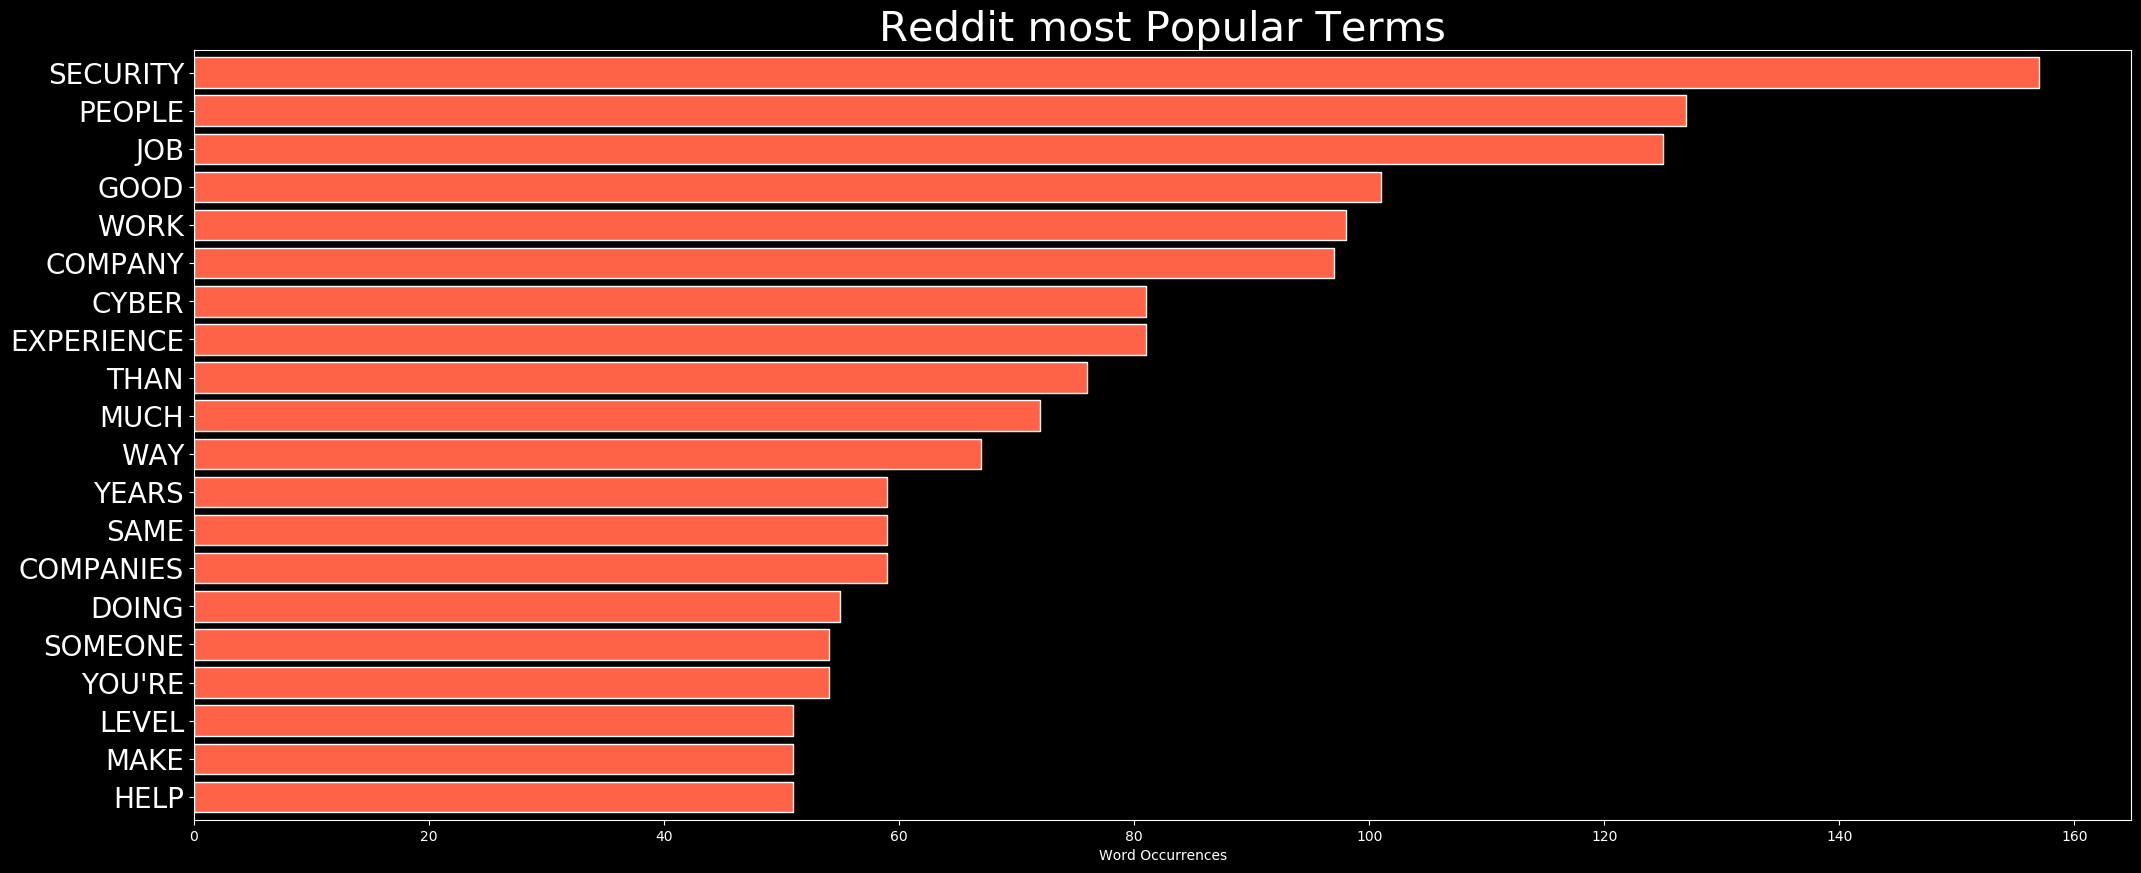 Reddit most Popular Terms
SECURITY
PEOPLE
JOB
GOOD
WORK
COMPANY
CYBER
EXPERIENCE
THAN
MUCH
WAY
YEARS
SAME
COMPANIES
DOING
SOMEONE
YOU'RE
LEVEL
MAKE
HELP
0 20 40 60 80 100 120 140 160
Word Occurrences